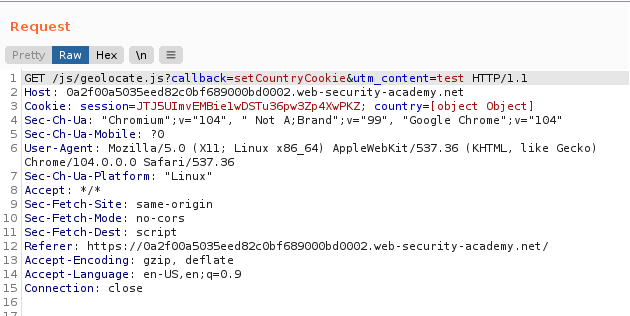 Request
Pretty Raw Hex \n ≡
1 GET /js/geolocate.js?callback=setCountryCookie&utm_content=test HTTP/1.1
2 Host: 0a2f00a5035eed82c0bf689000bd0002.web-security-academy.net
3 Cookie: session=JTJ5UImvEMBie1wDSTu36pw3Zp4XwPKZ; country=[object Object]
4 Sec-Ch-Ua: "Chromium";v="104", " Not A;Brand";v="99", "Google Chrome";v="104"
5 Sec-Ch-Ua-Mobile: ?0
6 User-Agent: Mozilla/5.0 (X11; Linux x86_64) AppleWebKit/537.36 (KHTML, like Gecko)
Chrome/104.0.0.0 Safari/537.36
7 Sec-Ch-Ua-Platform: "Linux"
8 Accept: */*
9 Sec-Fetch-Site: same-origin
10 Sec-Fetch-Mode: no-cors
11 Sec-Fetch-Dest: script
12 Referer: https://0a2f00a5035eed82c0bf689000bd0002.web-security-academy.net/
13 Accept-Encoding: gzip, deflate
14 Accept-Language: en-US,en;q=0.9
15 Connection: close
16
17